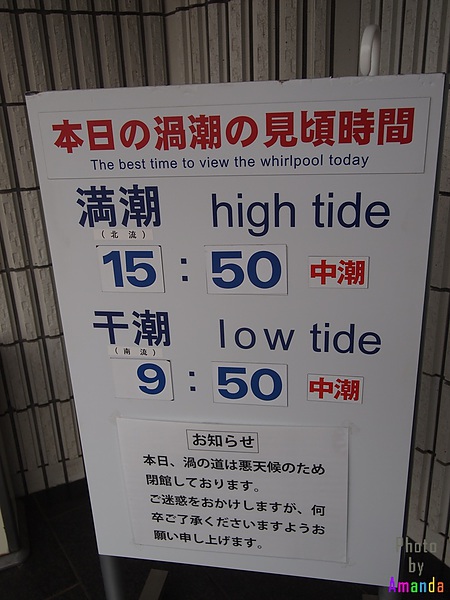 本日の渦潮の見頃時間
The best time to view the whirlpool today
満潮 high tide
(北流)
15 : 50 中潮
干潮 low tide
(南流)
9 : 50 中潮
お知らせ
本日、渦の道は悪天候のため
閉館しております。
ご迷惑をおかけしますが、何
卒ご了承くださいますようお
願い申し上げます。
Photo
by
Amanda